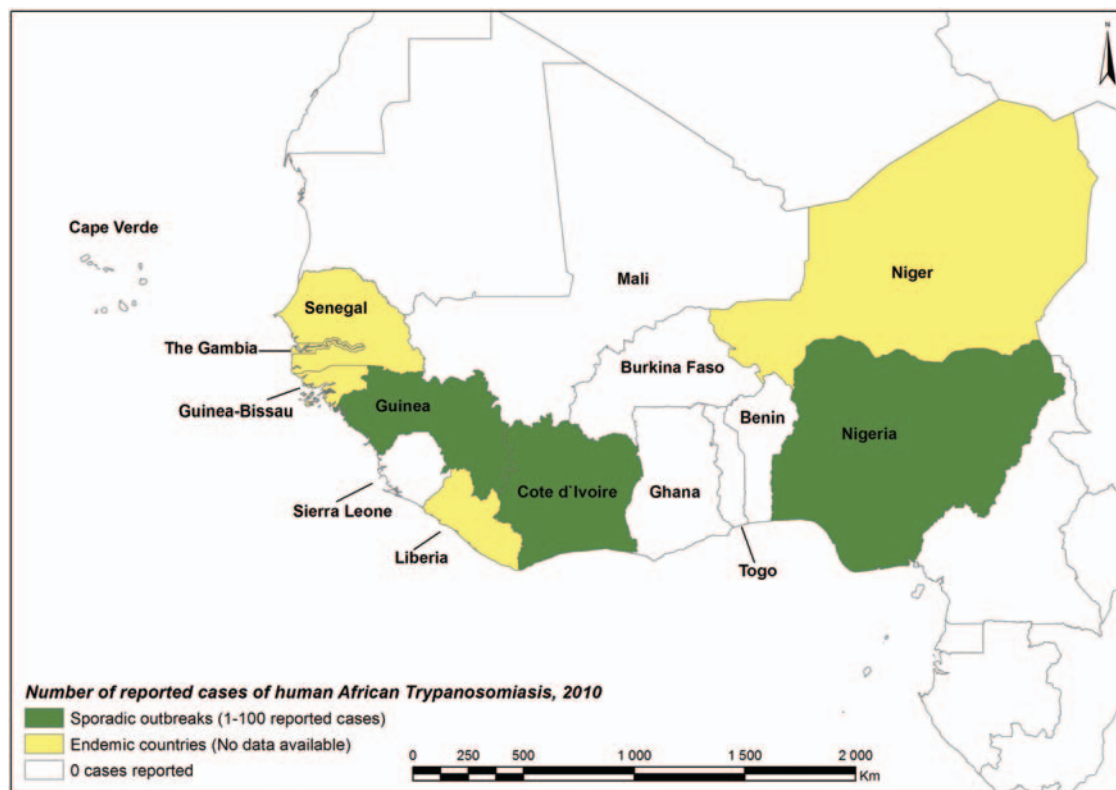 N
Cape Verde
Mali
Niger
Senegal
The Gambia
Burkina Faso
Guinea-Bissau
Guinea
Benin
Nigeria
Cote d`Ivoire
Ghana
Sierra Leone
Liberia
Togo
Number of reported cases of human African Trypanosomiasis, 2010
Sporadic outbreaks (1-100 reported cases)
Endemic countries (No data available)
0 cases reported
0 250 500 1 000 1 500 2 000
Km